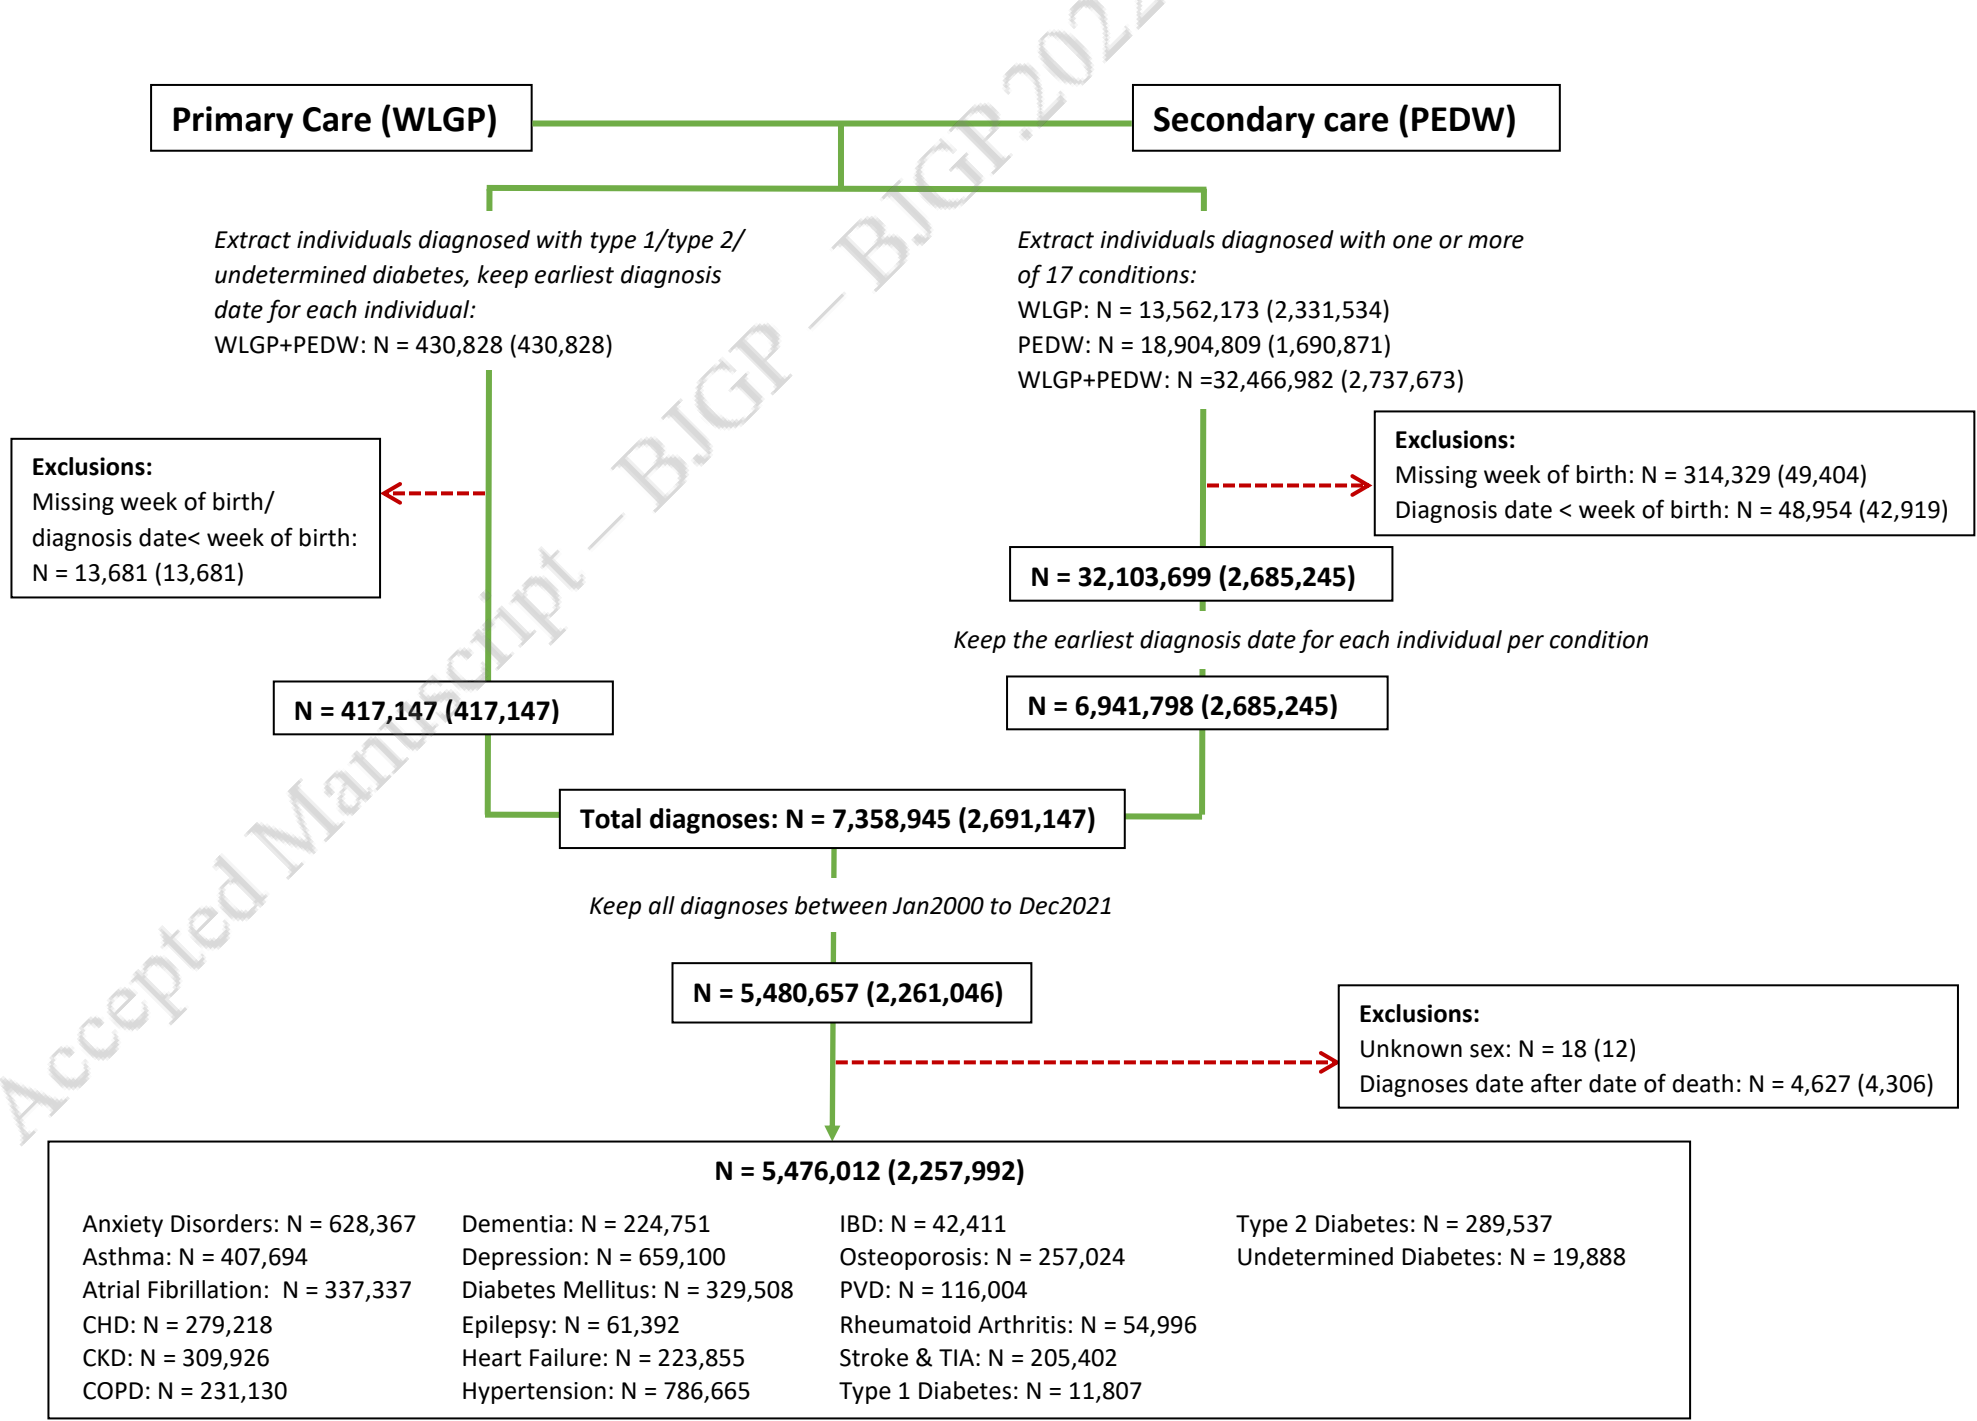 Primary Care (WLGP)
Secondary care (PEDW)
Extract individuals diagnosed with type 1/type 2/
undetermined diabetes, keep earliest diagnosis
date for each individual:
WLGP+PEDW: N = 430,828 (430,828)
Extract individuals diagnosed with one or more
of 17 conditions:
WLGP: N = 13,562,173 (2,331,534)
PEDW: N = 18,904,809 (1,690,871)
WLGP+PEDW: N =32,466,982 (2,737,673)
Exclusions:
Missing week of birth/
diagnosis date< week of birth:
N = 13,681 (13,681)
Exclusions:
Missing week of birth: N = 314,329 (49,404)
Diagnosis date < week of birth: N = 48,954 (42,919)
N = 32,103,699 (2,685,245)
Keep the earliest diagnosis date for each individual per condition
N = 417,147 (417,147)
N = 6,941,798 (2,685,245)
Total diagnoses: N = 7,358,945 (2,691,147)
Keep all diagnoses between Jan2000 to Dec2021
N = 5,480,657 (2,261,046)
Exclusions:
Unknown sex: N = 18 (12)
Diagnoses date after date of death: N = 4,627 (4,306)
N = 5,476,012 (2,257,992)
Anxiety Disorders: N = 628,367
Asthma: N = 407,694
Atrial Fibrillation: N = 337,337
CHD: N = 279,218
CKD: N = 309,926
COPD: N = 231,130
Dementia: N = 224,751
Depression: N = 659,100
Diabetes Mellitus: N = 329,508
Epilepsy: N = 61,392
Heart Failure: N = 223,855
Hypertension: N = 786,665
IBD: N = 42,411
Osteoporosis: N = 257,024
PVD: N = 116,004
Rheumatoid Arthritis: N = 54,996
Stroke & TIA: N = 205,402
Type 1 Diabetes: N = 11,807
Type 2 Diabetes: N = 289,537
Undetermined Diabetes: N = 19,888
Accepted Manuscript – BJGP – BJGP.2022